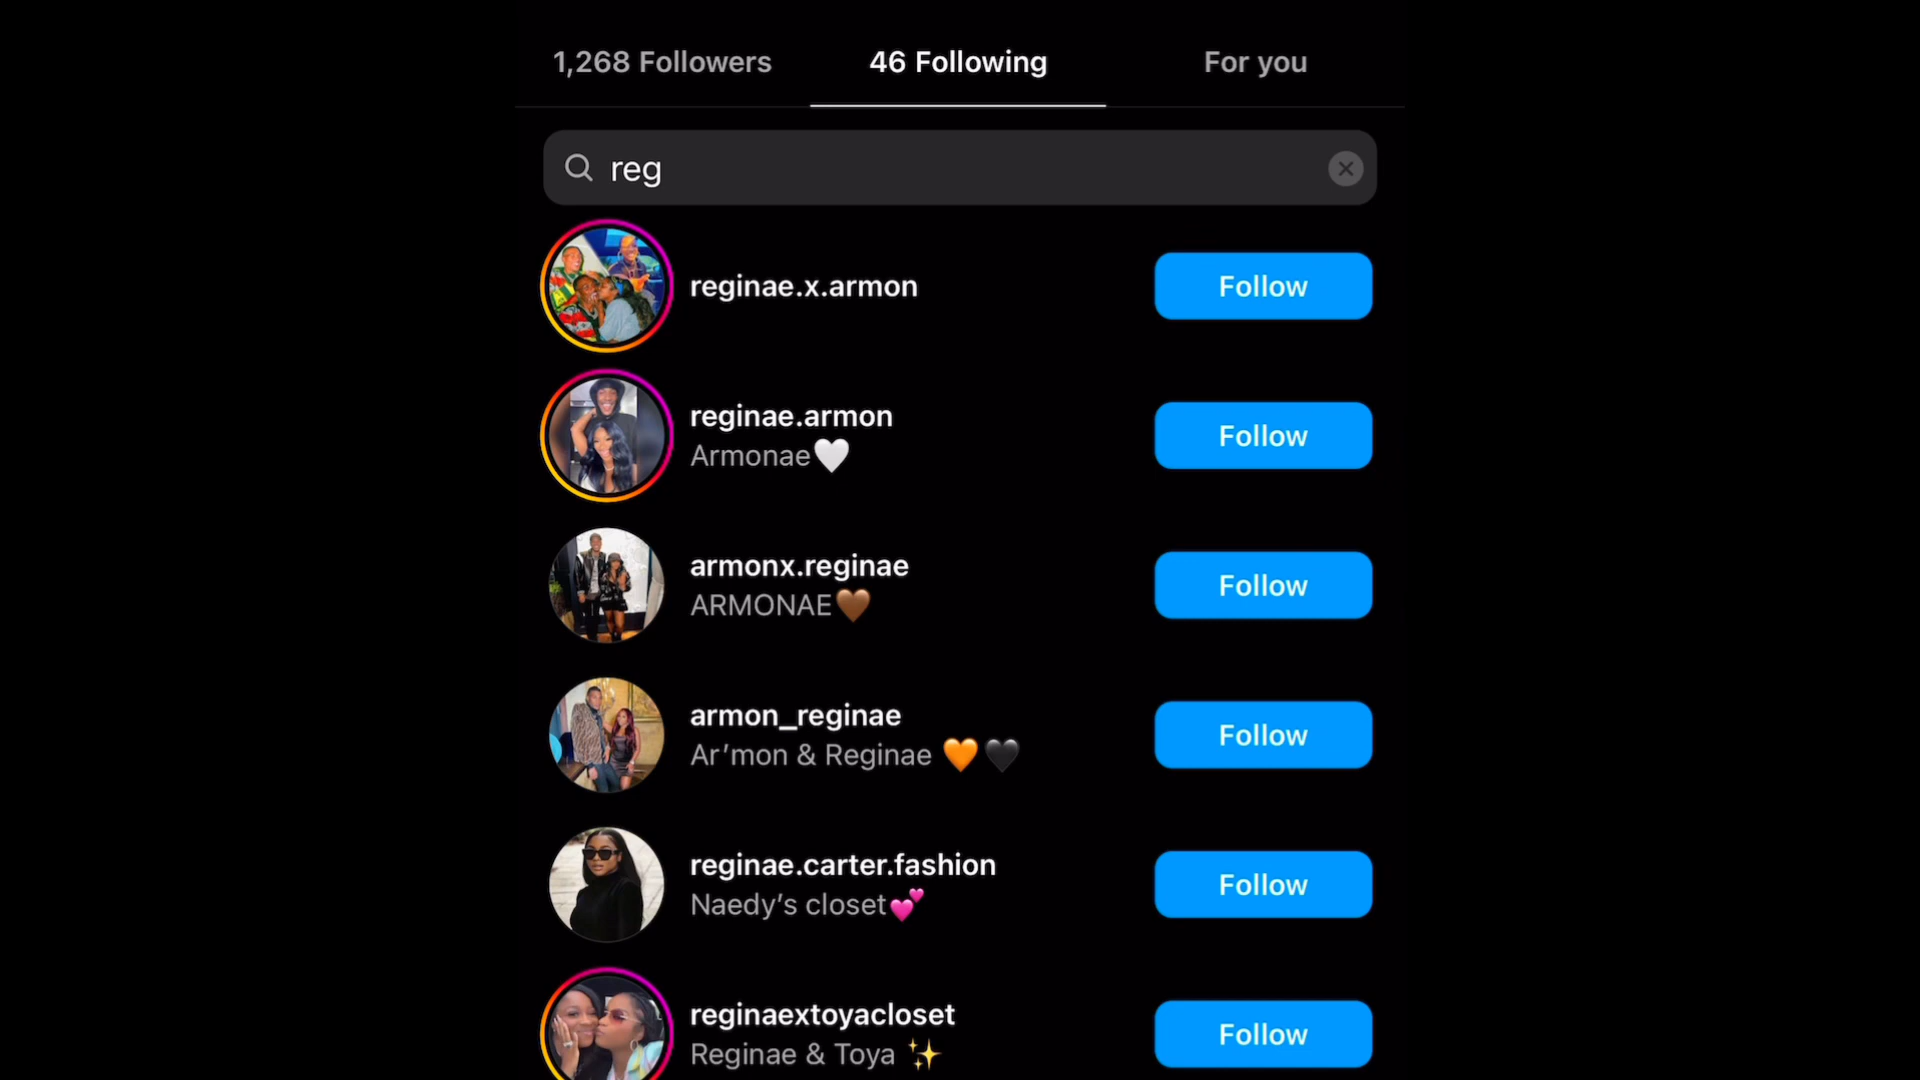 1,268 Followers 46 Following For you
reg
reginae.x.armon Follow
reginae.armon
Armonae🤍 Follow
armonx.reginae
ARMONAE🤎 Follow
armon_reginae
Ar’mon & Reginae 🧡🖤 Follow
reginae.carter.fashion
Naedy’s closet💕 Follow
reginaextoyacloset
Reginae & Toya ✨ Follow